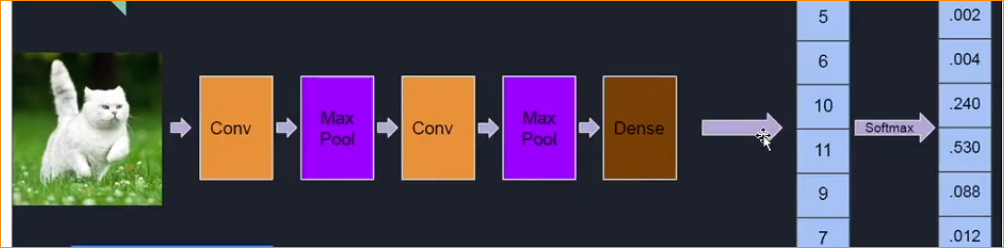 Conv
Max
Pool
Conv
Max
Pool
Dense
5
6
10
11
9
7
Softmax
.002
.004
.240
.530
.088
.012